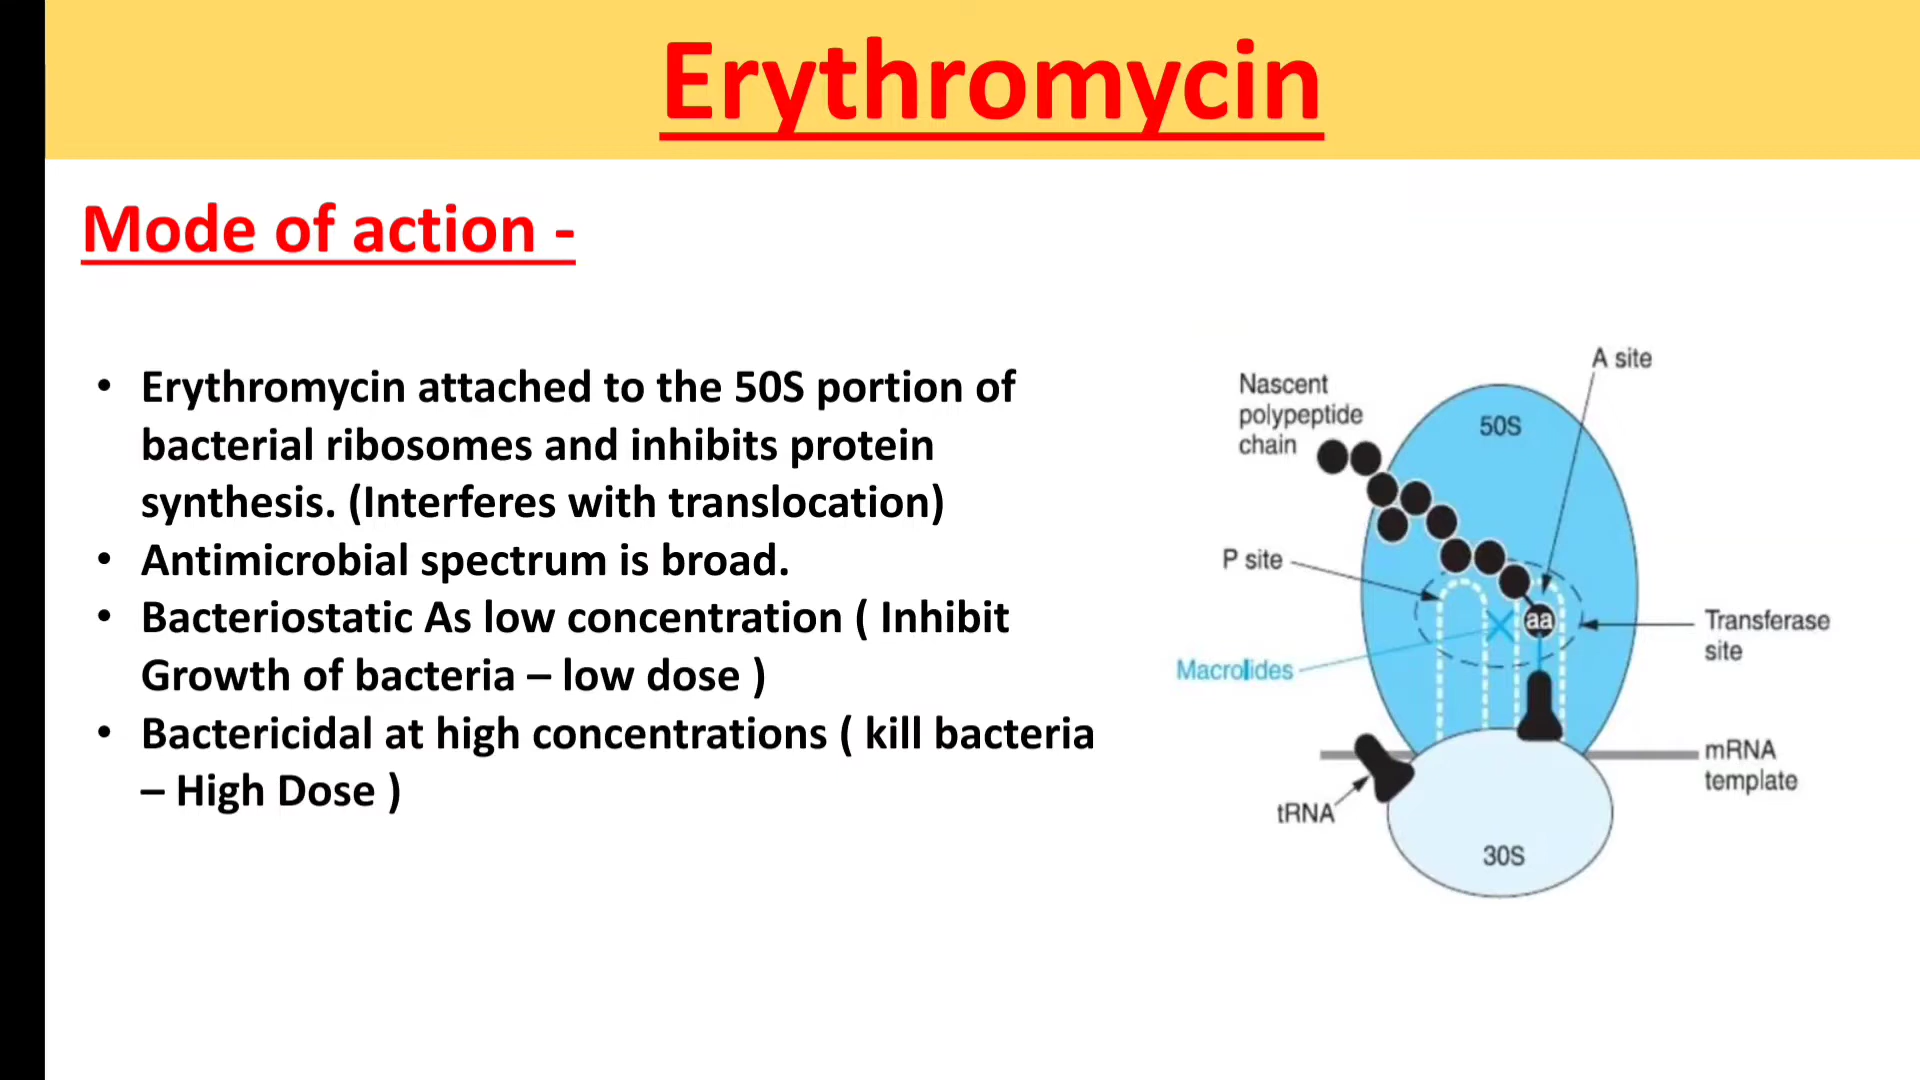 Erythromycin
Mode of action -
• Erythromycin attached to the 50S portion of
bacterial ribosomes and inhibits protein
synthesis. (Interferes with translocation)
• Antimicrobial spectrum is broad.
• Bacteriostatic As low concentration ( Inhibit
Growth of bacteria – low dose )
• Bactericidal at high concentrations ( kill bacteria
– High Dose )
A site
Nascent
polypeptide
chain
50S
P site
aa
Transferase
site
Macrolides
mRNA
template
tRNA
30S